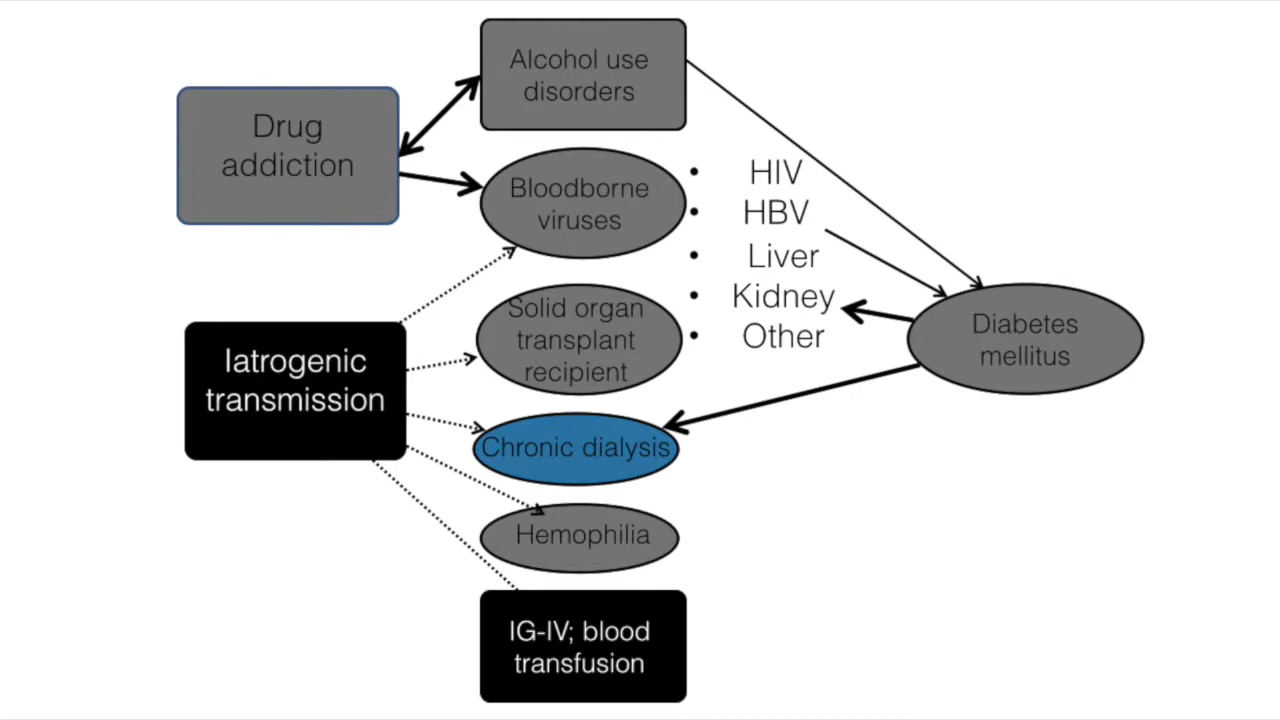 Alcohol use
disorders
Drug
addiction
Bloodborne
viruses
• HIV
• HBV
• Liver
• Kidney
• Other
Solid organ
transplant
recipient
Diabetes
mellitus
Iatrogenic
transmission
Chronic dialysis
Hemophilia
IG-IV; blood
transfusion